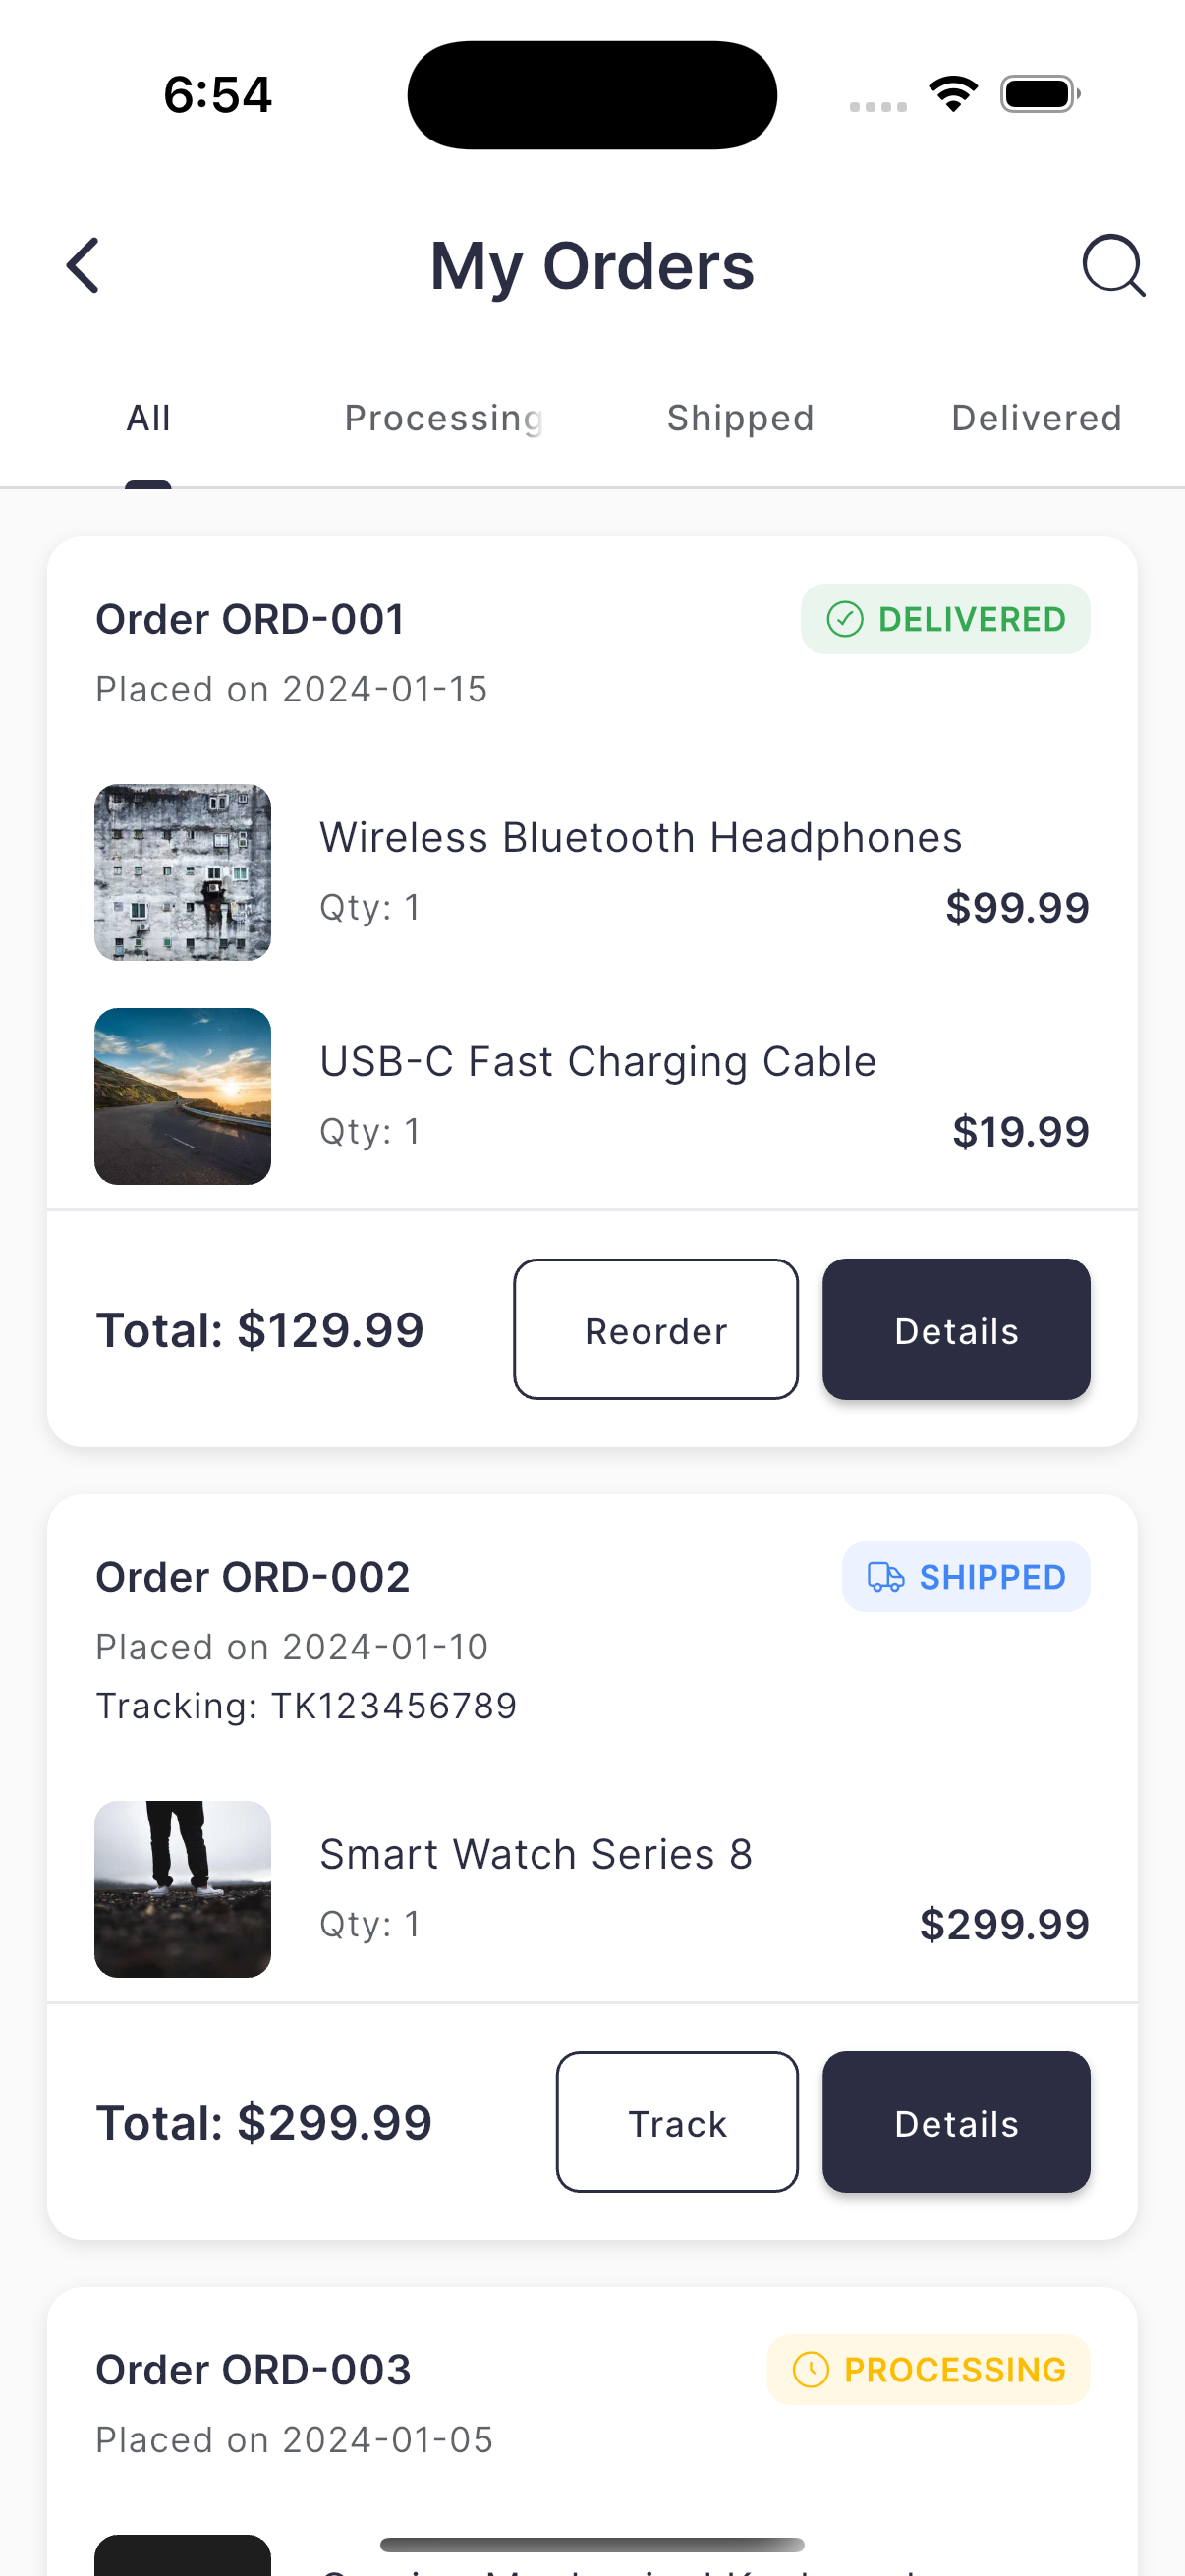 6:54
My Orders
All Processing Shipped Delivered
Order ORD-001 DELIVERED
Placed on 2024-01-15
Wireless Bluetooth Headphones
Qty: 1 $99.99
USB-C Fast Charging Cable
Qty: 1 $19.99
Total: $129.99 Reorder Details
Order ORD-002 SHIPPED
Placed on 2024-01-10
Tracking: TK123456789
Smart Watch Series 8
Qty: 1 $299.99
Total: $299.99 Track Details
Order ORD-003 PROCESSING
Placed on 2024-01-05